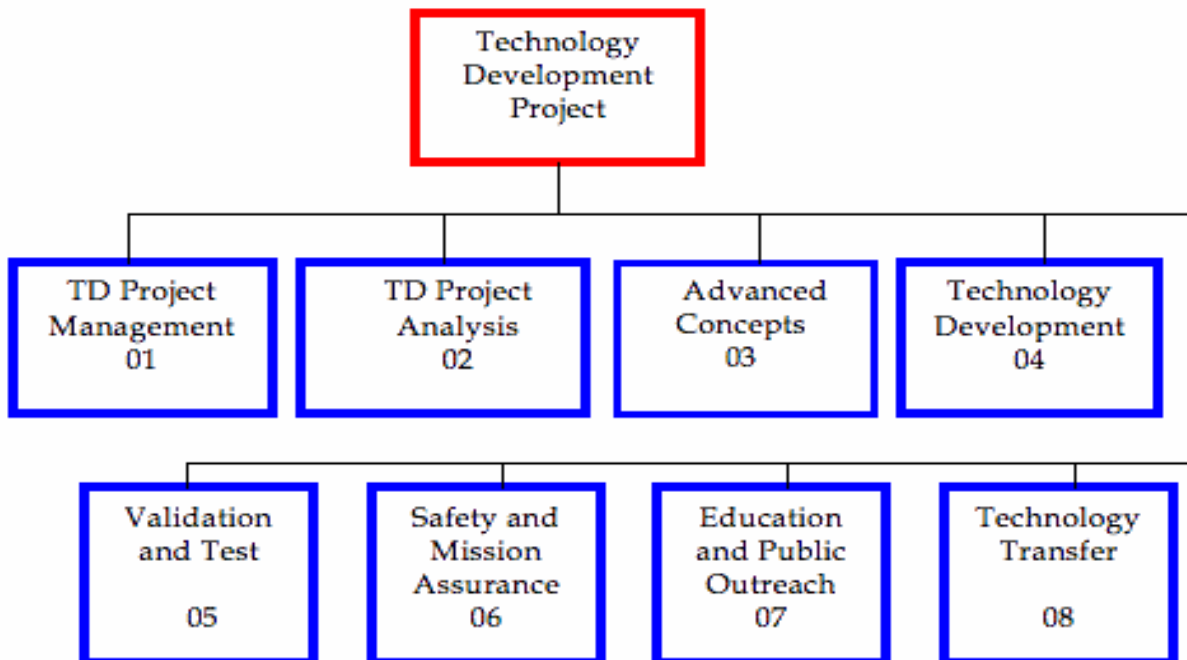 Technology
Development
Project
TD Project
Management
01
TD Project
Analysis
02
Advanced
Concepts
03
Technology
Development
04
Validation
and Test
05
Safety and
Mission
Assurance
06
Education
and Public
Outreach
07
Technology
Transfer
08